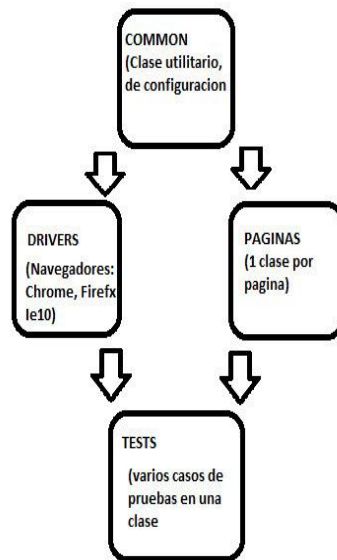 COMMON
(Clase utilitario,
de configuracion
DRIVERS
(Navegadores:
Chrome, Firefx
Ie10)
PAGINAS
(1 clase por
pagina)
TESTS
(varios casos de
pruebas en una
clase